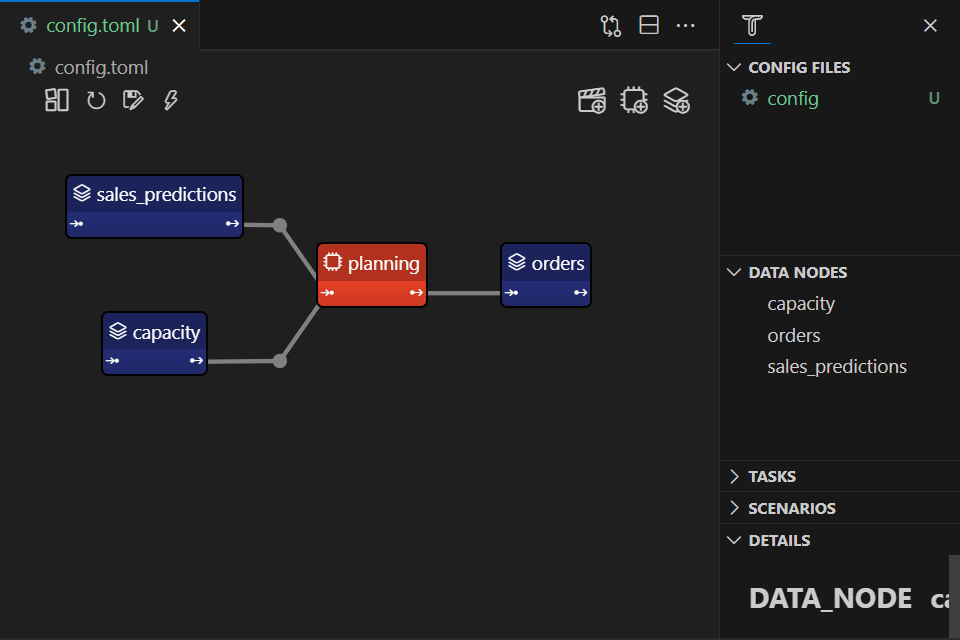 config.toml U
config.toml
sales_predictions
planning
orders
capacity
CONFIG FILES
config U
DATA NODES
capacity
orders
sales_predictions
TASKS
SCENARIOS
DETAILS
DATA_NODE